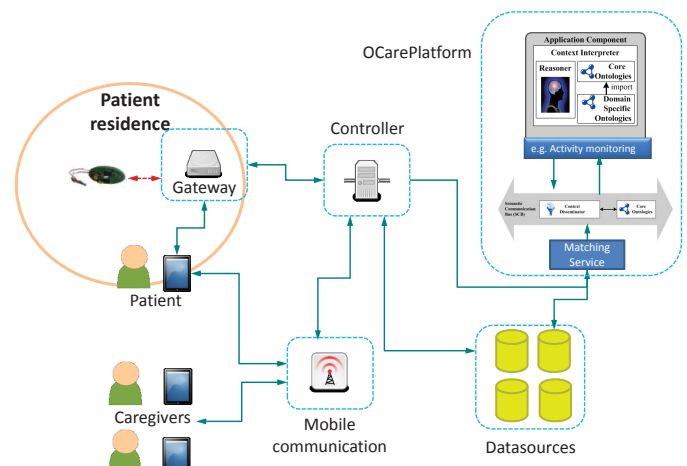 OCarePlatform
Application Component
Context Interpreter
Reasoner
Core
Ontologies
import
Domain
Specific
Ontologies
e.g. Activity monitoring
Semantic
Communication
Bus (SCB)
Context
Disseminator
Core
Ontologies
Matching
Service
Patient
residence
Gateway
Controller
Patient
Caregivers
Mobile
communication
Datasources